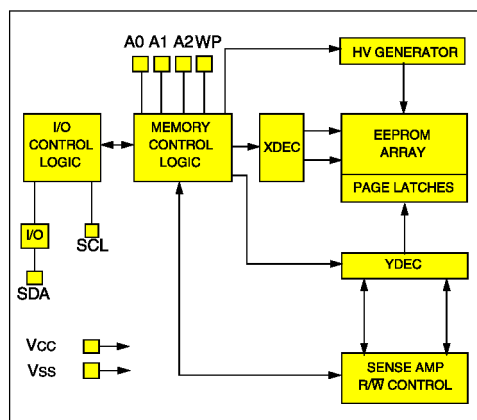 A0 A1 A2 WP
HV GENERATOR
I/O
CONTROL
LOGIC
MEMORY
CONTROL
LOGIC
XDEC
EEPROM
ARRAY
PAGE LATCHES
I/O
SCL
SDA
YDEC
VCC
VSS
SENSE AMP
R/W̅ CONTROL